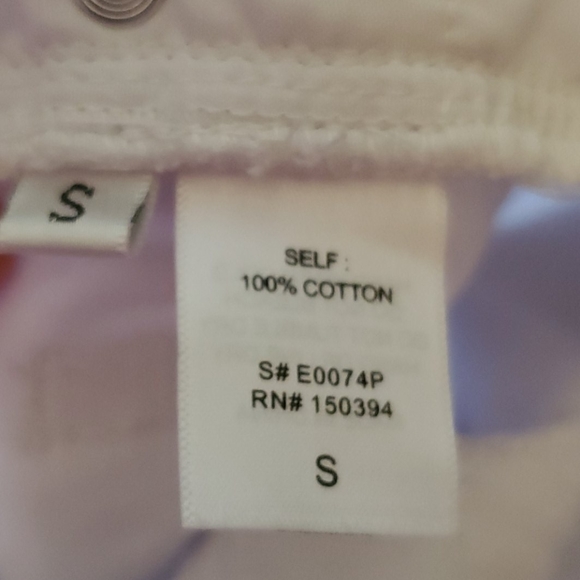 S
SELF :
100% COTTON
S# E0074P
RN# 150394
S